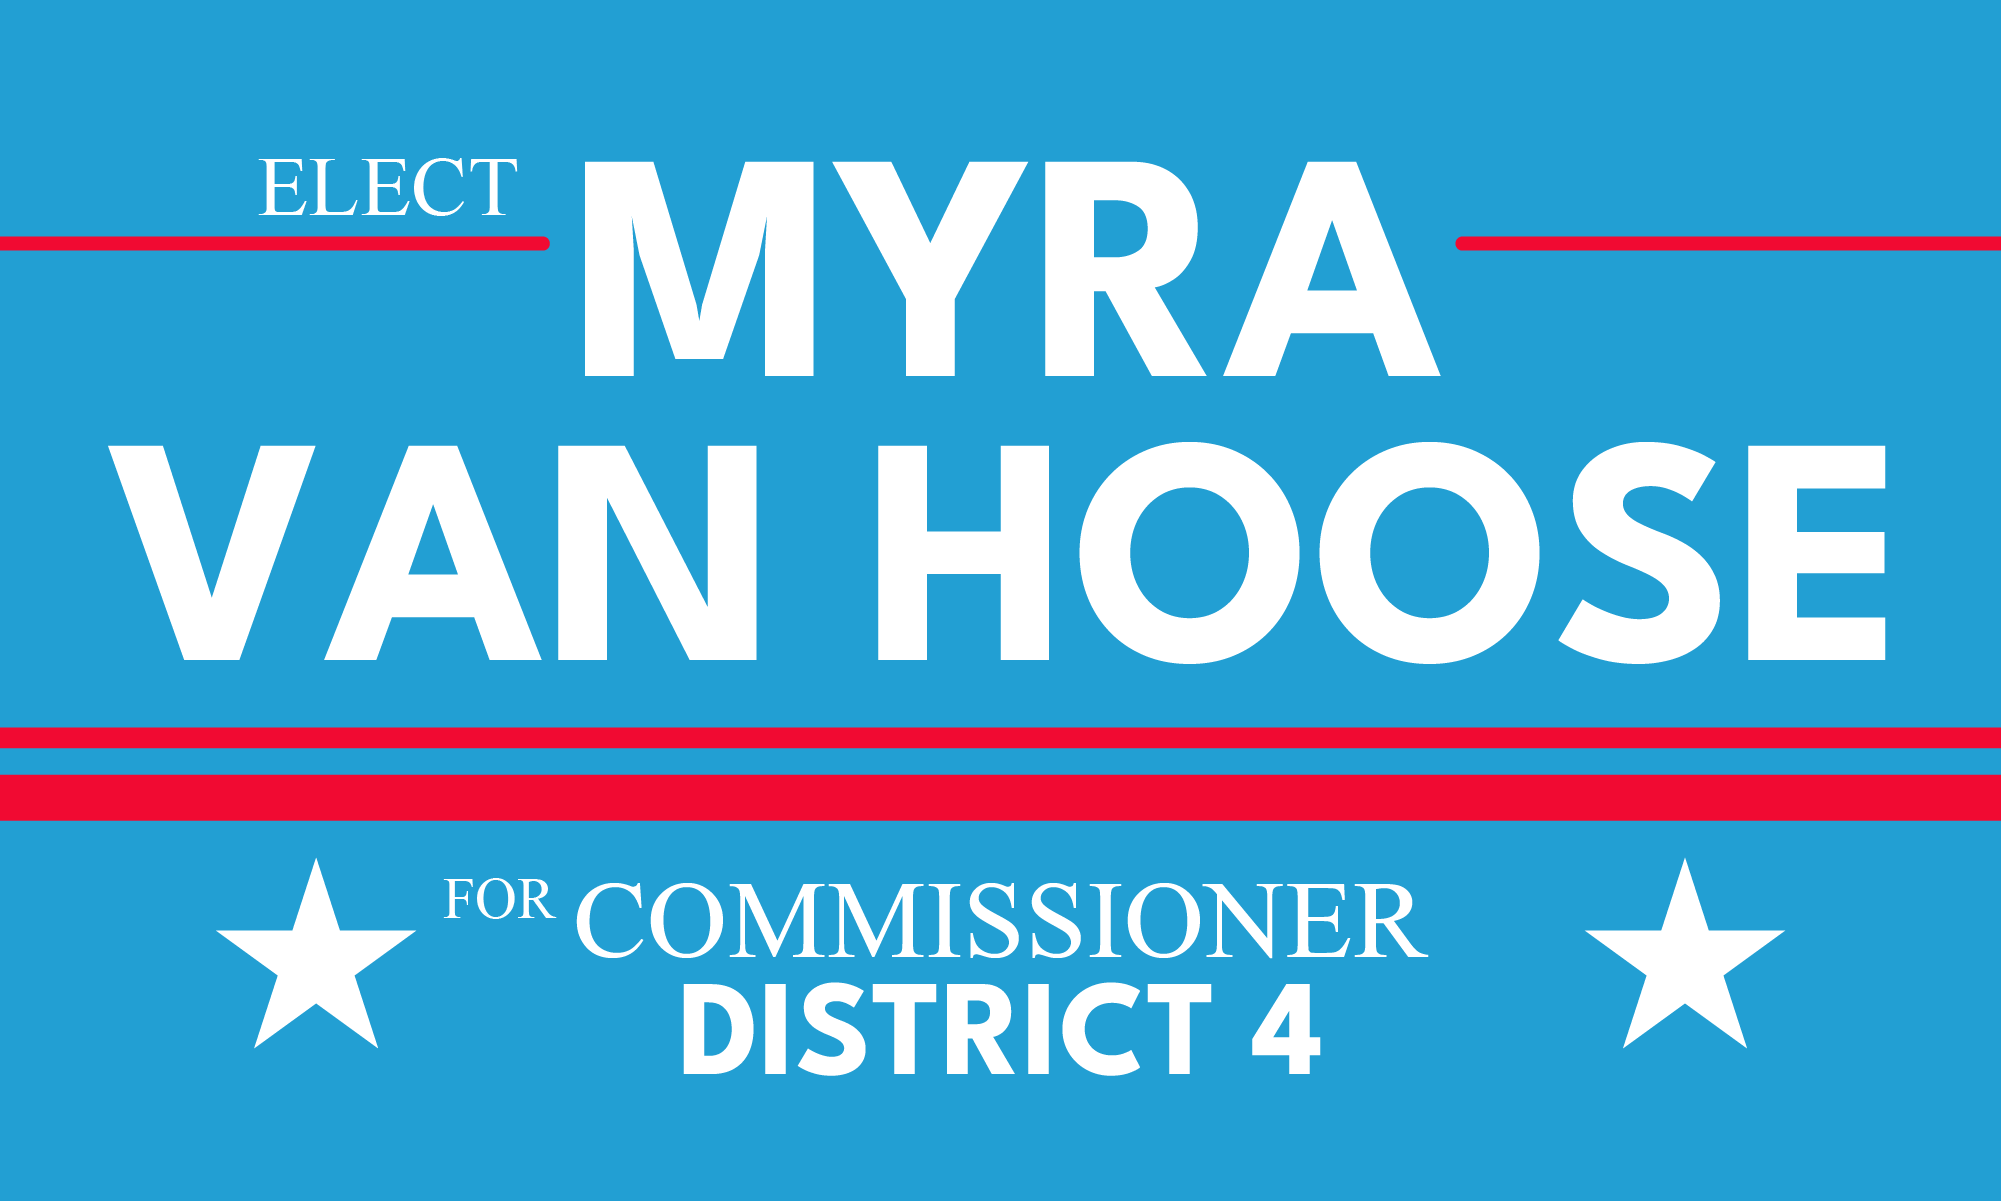 ELECT MYRA
VAN HOOSE
FOR COMMISSIONER
DISTRICT 4